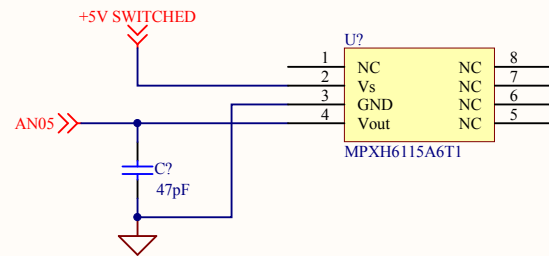 +5V SWITCHED
U?
1 NC NC 8
2 Vs NC 7
3 GND NC 6
AN05 4 Vout NC 5
MPXH6115A6T1
C?
47pF